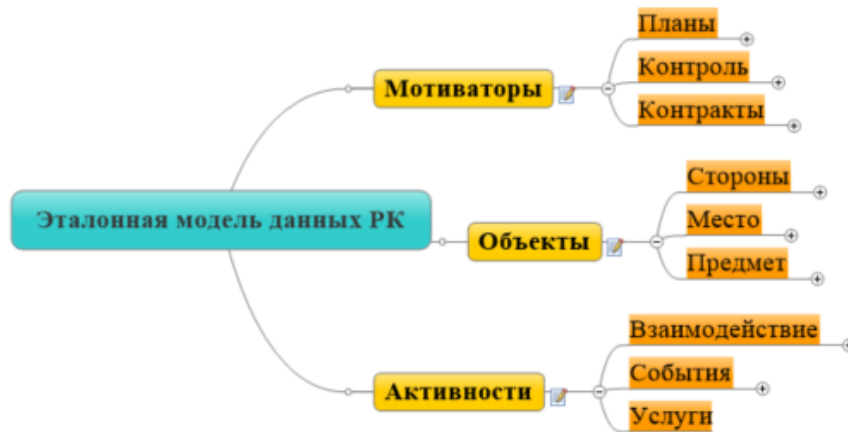 Планы
Контроль
Мотиваторы
Контракты
Стороны
Эталонная модель данных РК
Место
Объекты
Предмет
Взаимодействие
События
Активности
Услуги